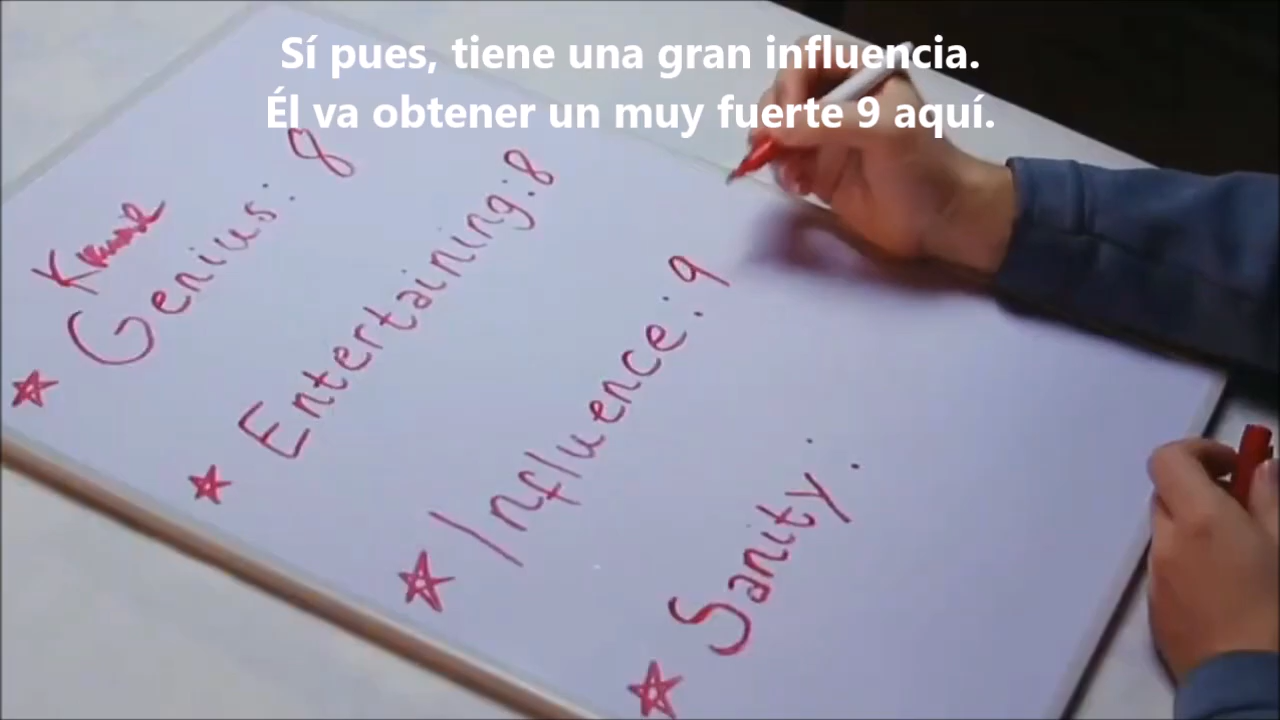 Sí pues, tiene una gran influencia.
Él va obtener un muy fuerte 9 aquí.
Genius: 8
Entertaining: 8
Influence: 9
Sanity: